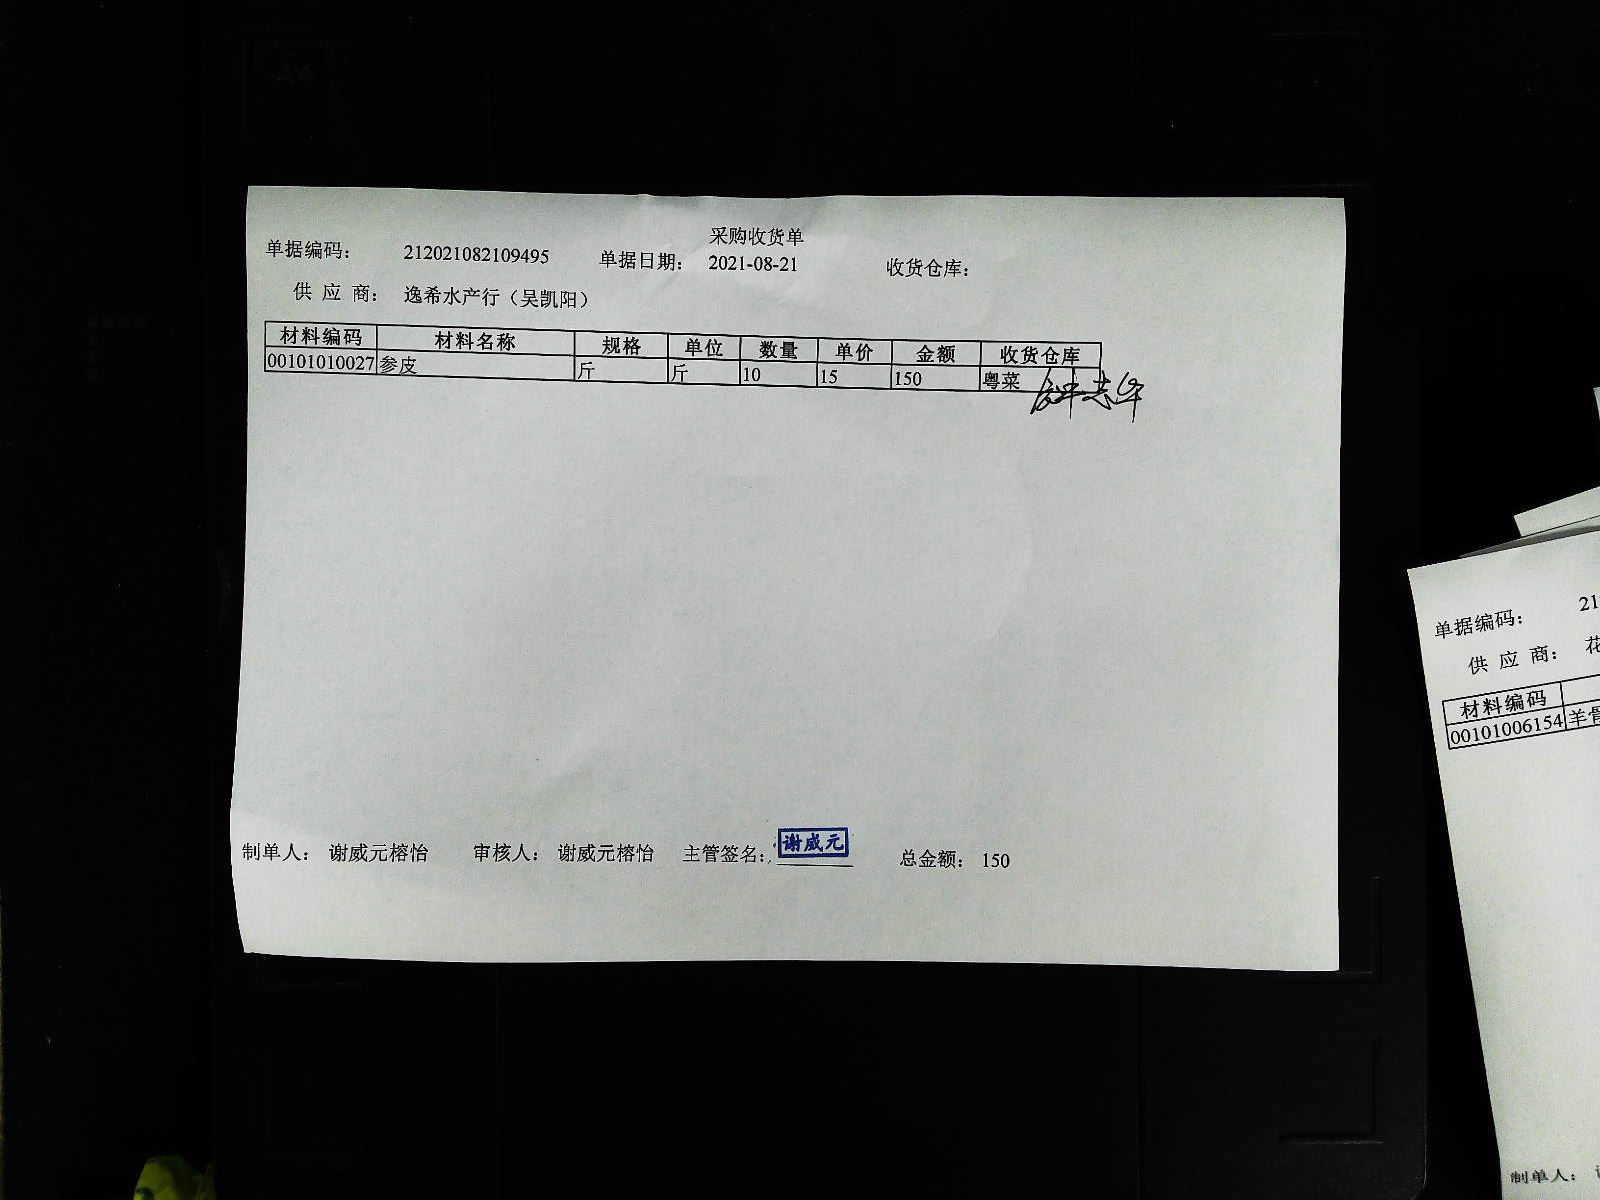 采购收货单
单据编码： 212021082109495 单据日期： 2021-08-21 收货仓库：
供 应 商： 逸希水产行（吴凯阳）
材料编码 材料名称 规格 单位 数量 单价 金额 收货仓库
00101010027 参皮 斤 斤 10 15 150 粤菜
制单人： 谢威元榕怡 审核人： 谢威元榕怡 主管签名: 谢威元 总金额： 150
单据编码： 21
供 应 商： 花
材料编码
00101006154 羊骨
制单人：